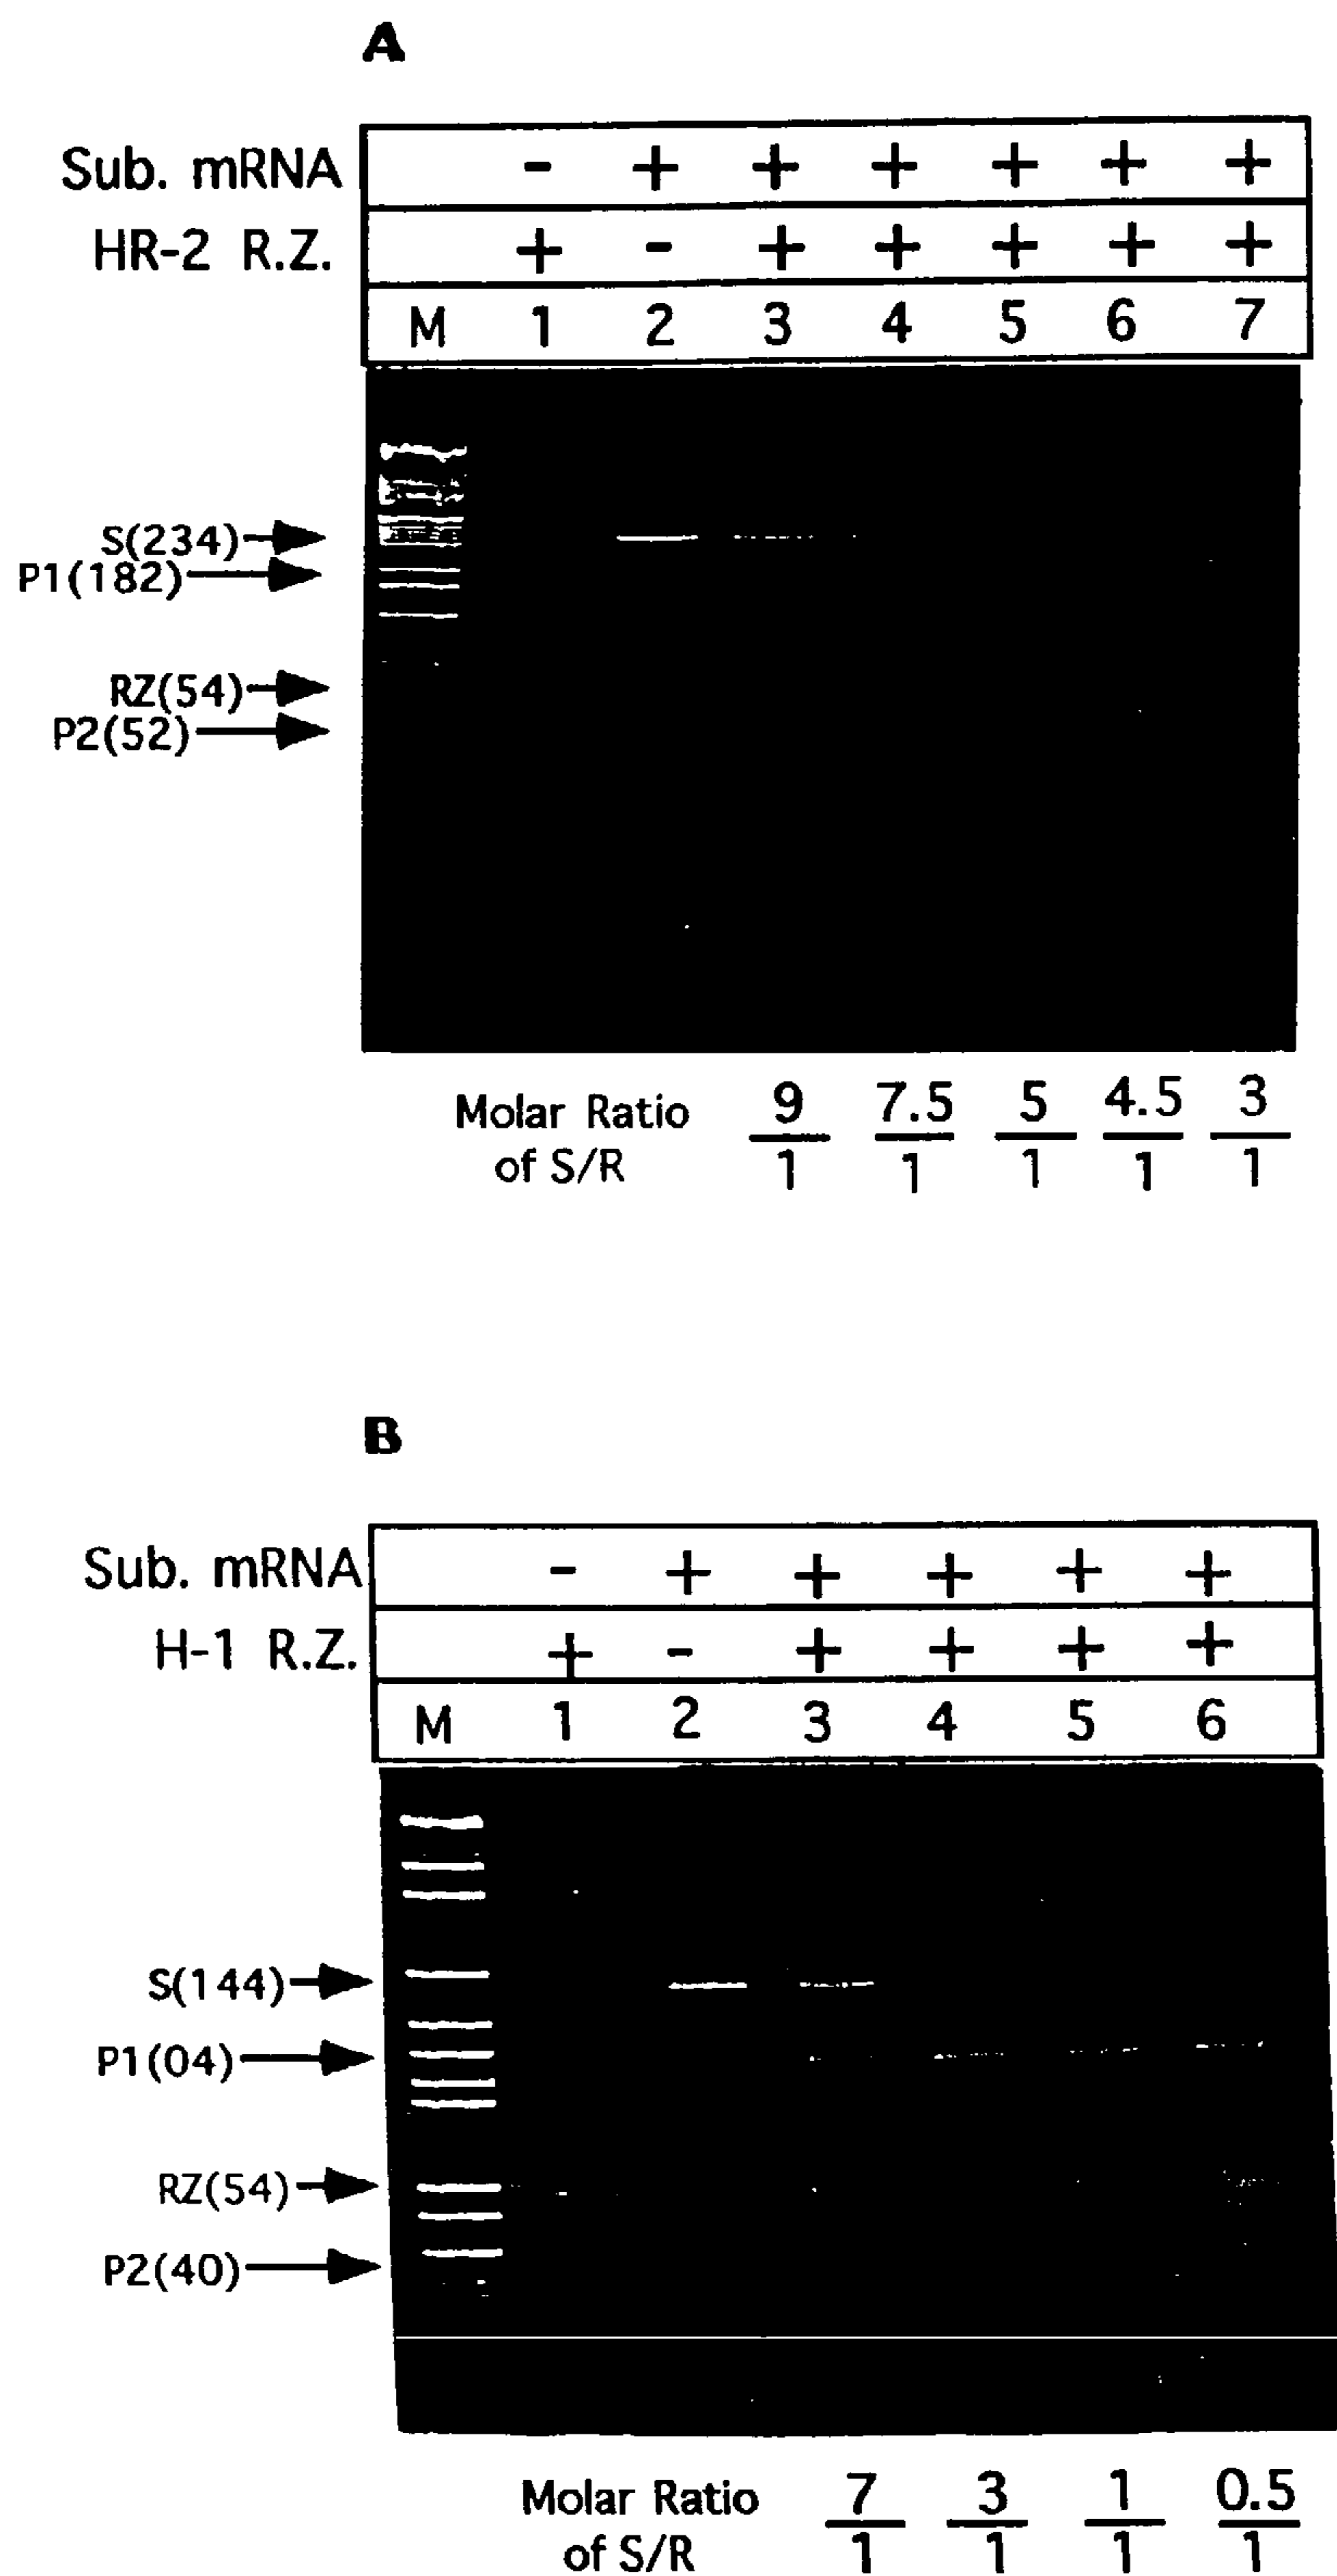 A
Sub. mRNA - + + + + + +
HR-2 R.Z. + - + + + + +
M 1 2 3 4 5 6 7
S(234)
P1(182)
RZ(54)
P2(52)
Molar Ratio of S/R 9/1 7.5/1 5/1 4.5/1 3/1
B
Sub. mRNA - + + + + +
H-1 R.Z. + - + + + +
M 1 2 3 4 5 6
S(144)
P1(04)
RZ(54)
P2(40)
Molar Ratio of S/R 7/1 3/1 1/1 0.5/1